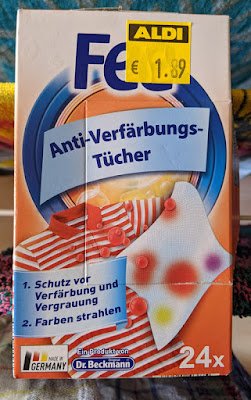 ALDI
€ 1.89
Anti-Verfärbungs-
Tücher
1. Schutz vor
Verfärbung und
Vergrauung
2. Farben strahlen
MADE IN
GERMANY
Ein Produkt von
Dr. Beckmann
24x